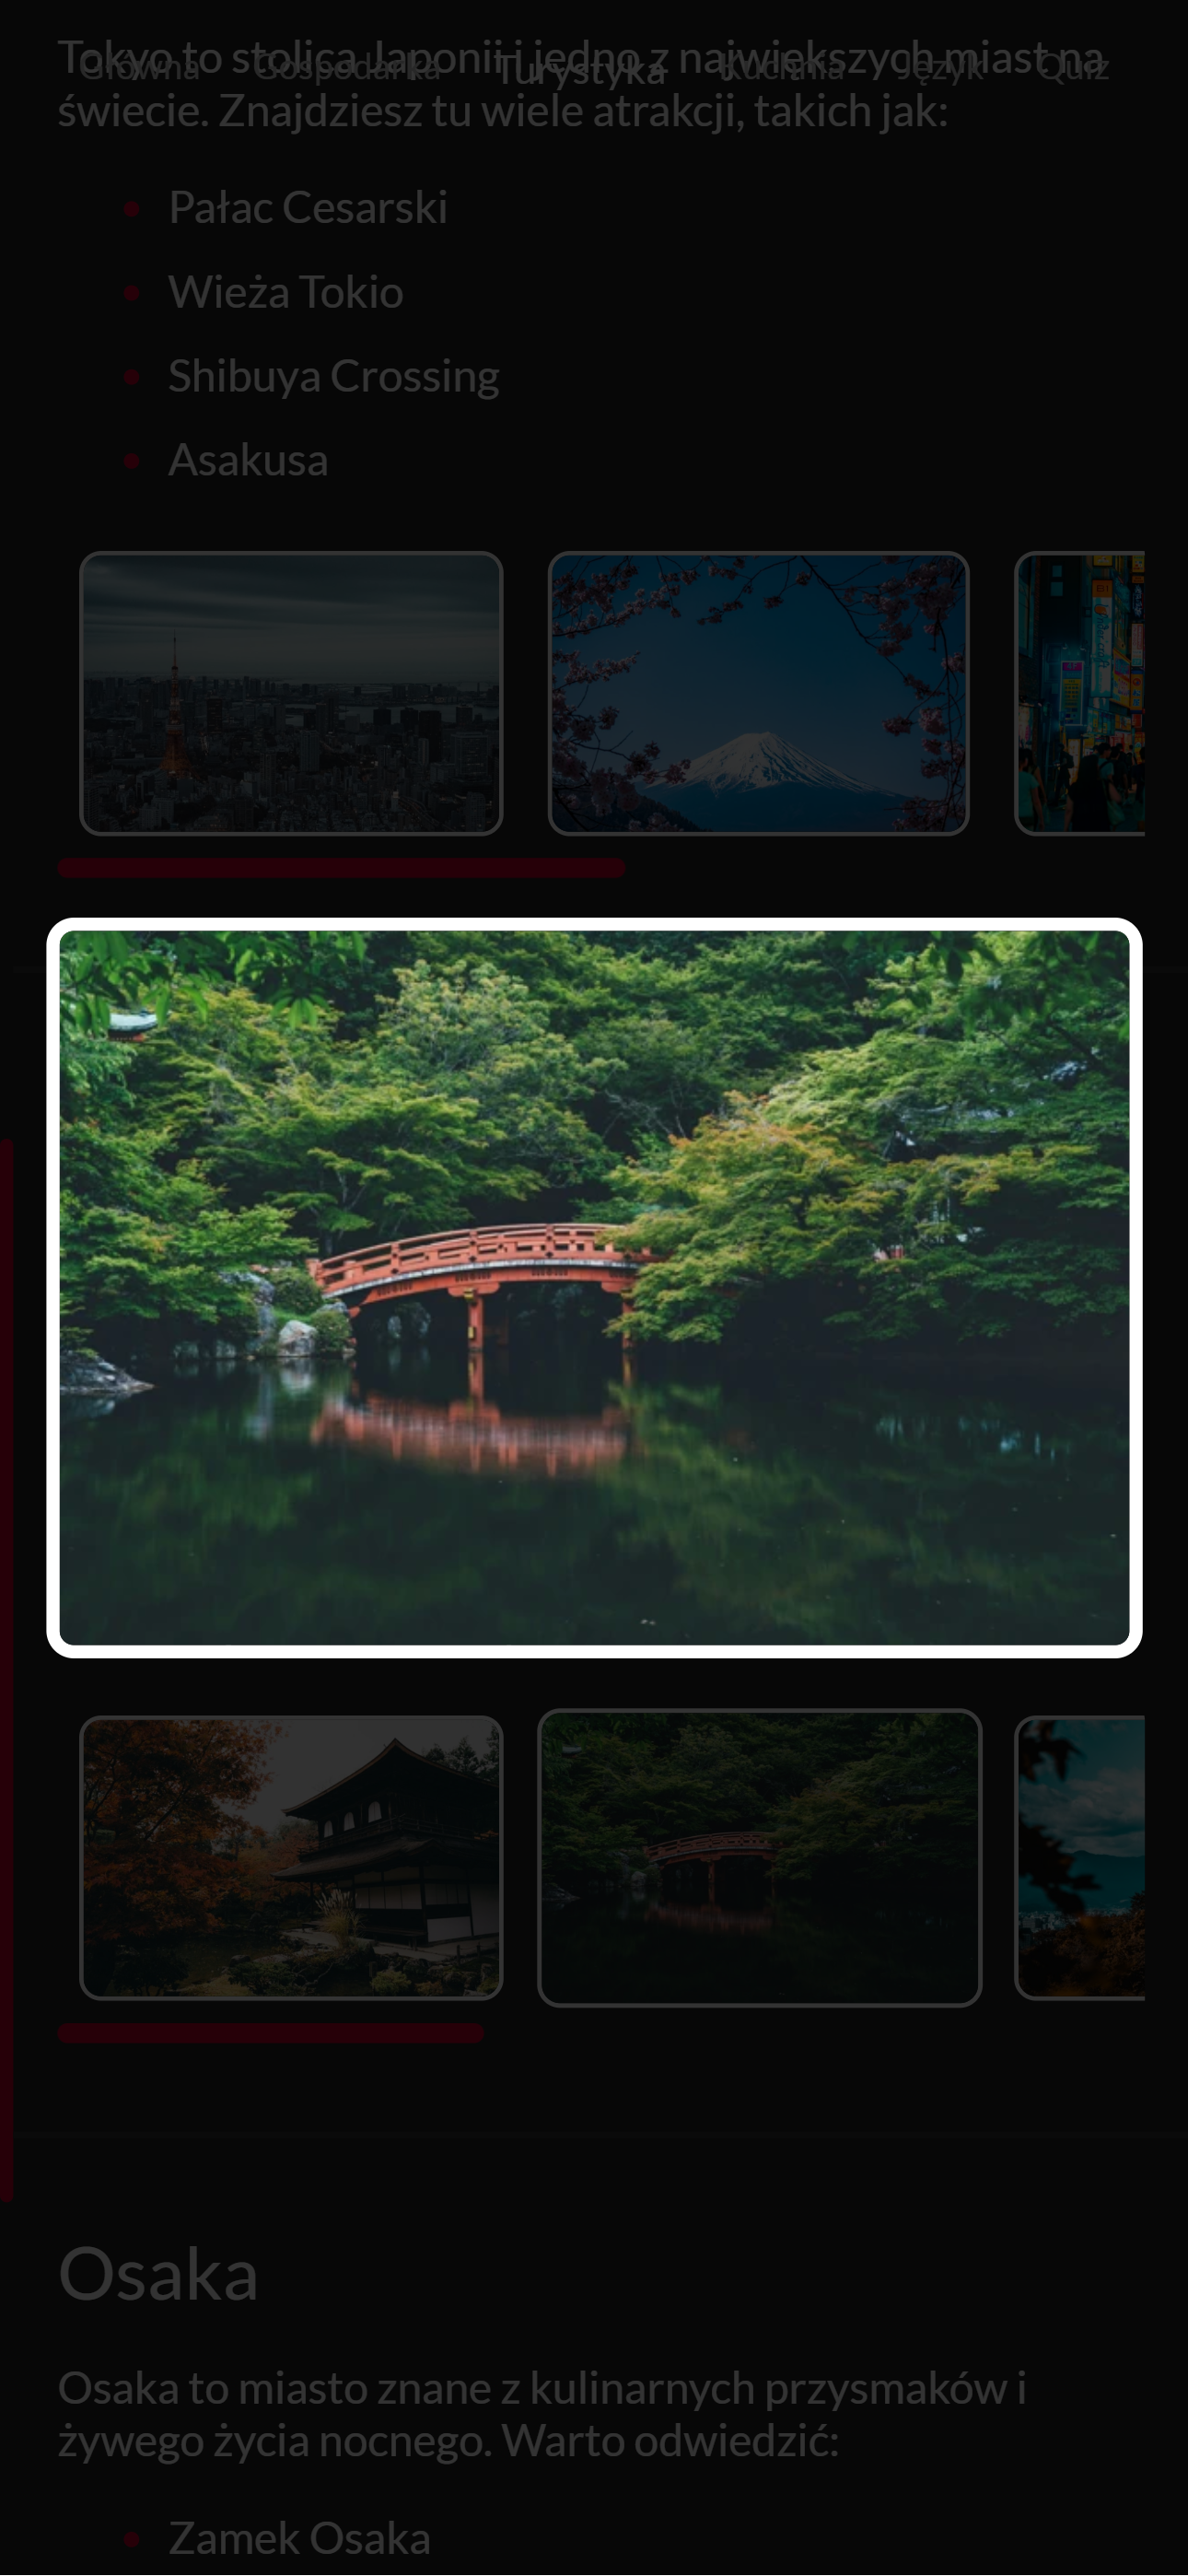 Główna Gospodarka Turystyka Kuchnia Język Quiz
Tokyo to stolica Japonii i jedno z największych miast na
świecie. Znajdziesz tu wiele atrakcji, takich jak:
Pałac Cesarski
Wieża Tokio
Shibuya Crossing
Asakusa
Osaka
Osaka to miasto znane z kulinarnych przysmaków i
żywego życia nocnego. Warto odwiedzić:
Zamek Osaka